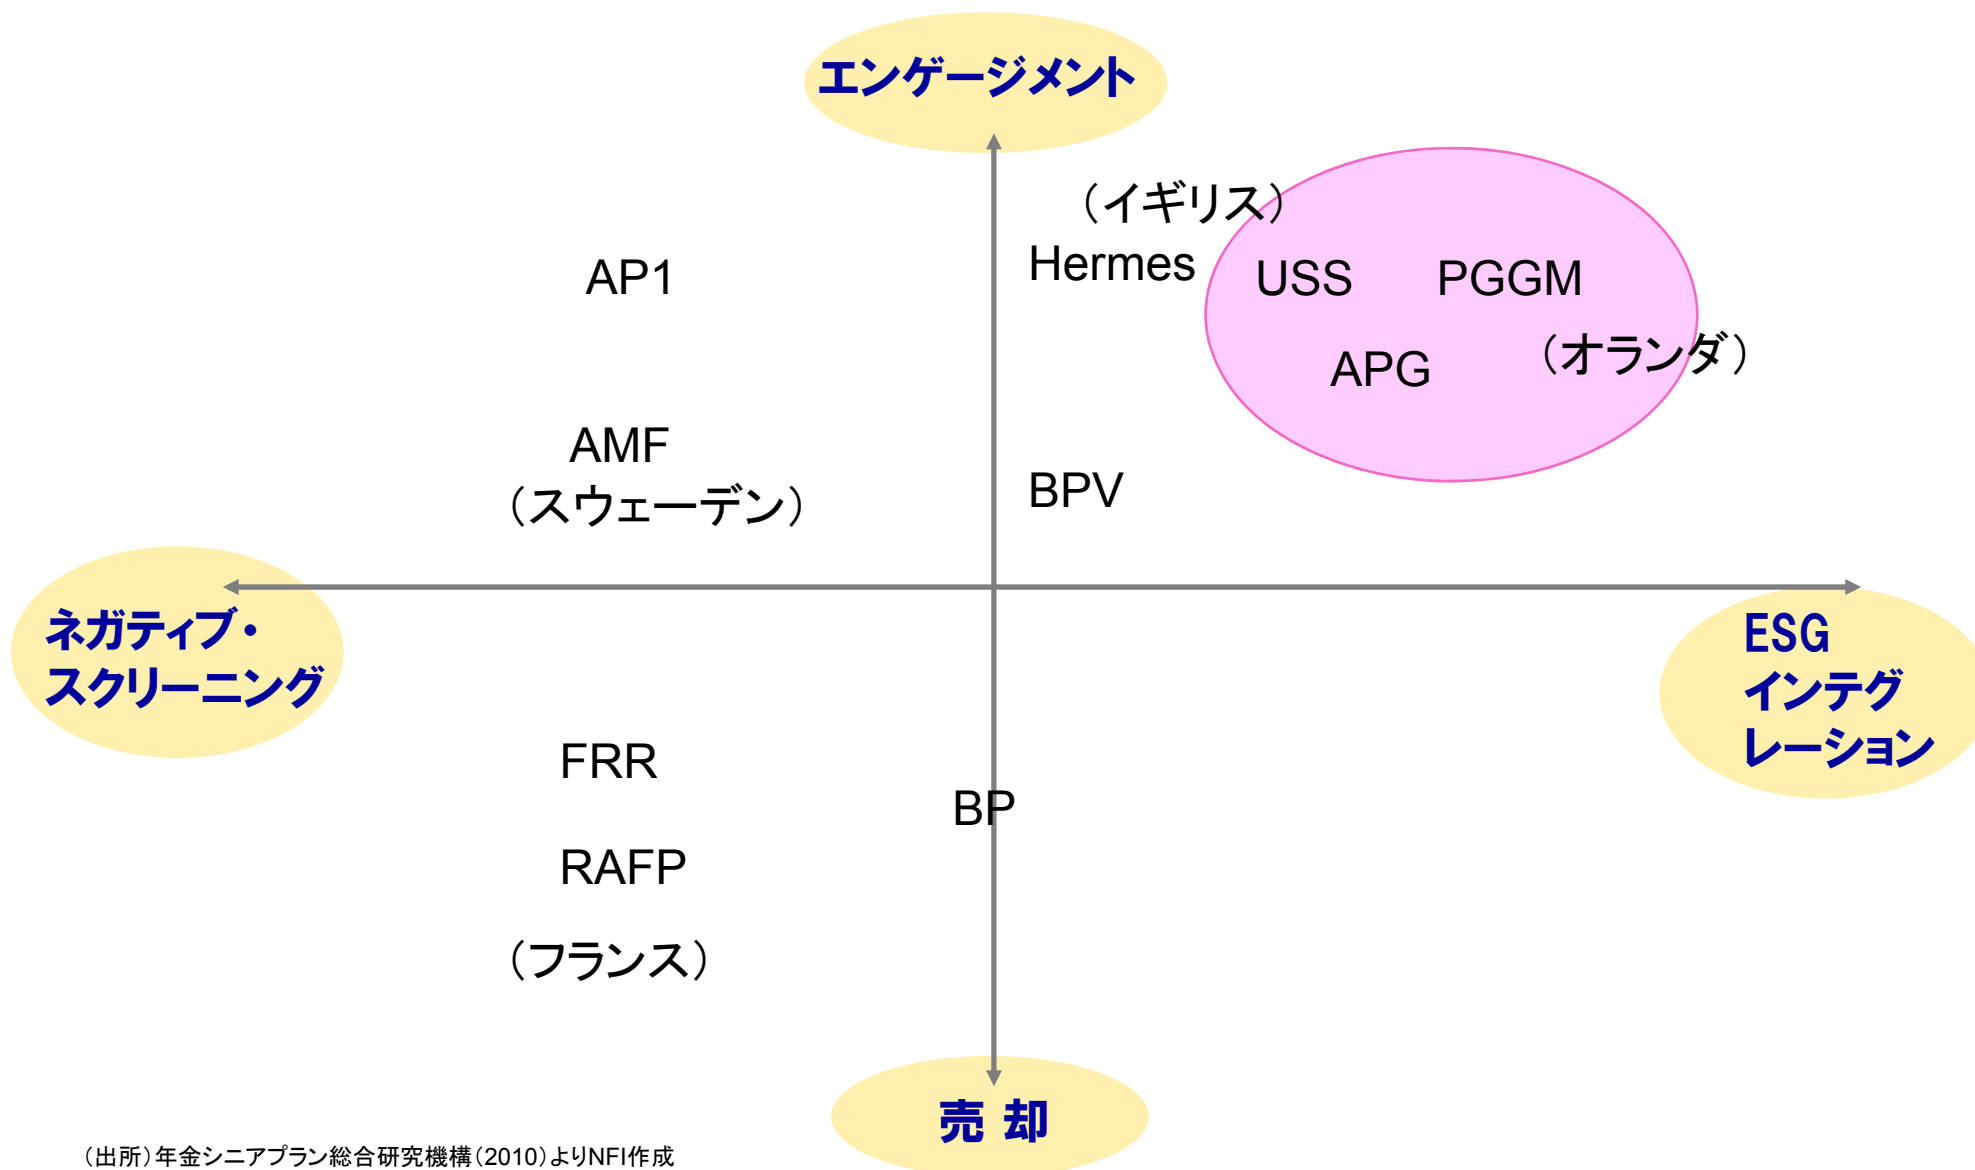 エンゲージメント
（イギリス）
Hermes
USS
PGGM
AP1
（オランダ）
APG
AMF
（スウェーデン）
BPV
ネガティブ・
スクリーニング
ESG
インテグ
レーション
FRR
BP
RAFP
（フランス）
売 却
（出所）年金シニアプラン総合研究機構（2010）よりNFI作成